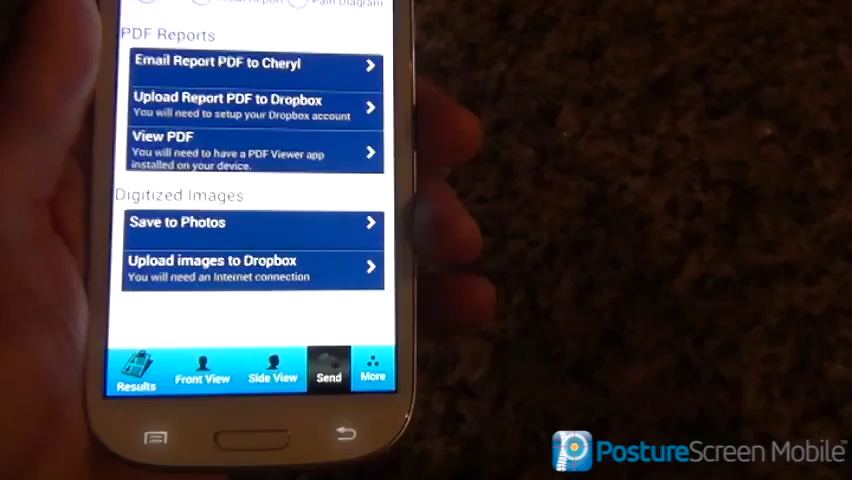 Pain Diagram
PDF Reports
Email Report PDF to Cheryl
Upload Report PDF to Dropbox
You will need to setup your Dropbox account
View PDF
You will need to have a PDF Viewer app
installed on your device.
Digitized Images
Save to Photos
Upload images to Dropbox
You will need an Internet connection
Results Front View Side View Send More
PostureScreen Mobile™